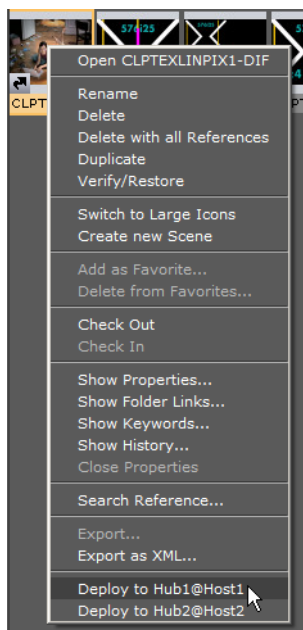 576i25
576i25
CLPT
Open CLPTEXLINPIX1-DIF
Rename
Delete
Delete with all References
Duplicate
Verify/Restore
Switch to Large Icons
Create new Scene
Add as Favorite...
Delete from Favorites...
Check Out
Check In
Show Properties...
Show Folder Links...
Show Keywords...
Show History...
Close Properties
Search Reference...
Export...
Export as XML...
Deploy to Hub1@Host1
Deploy to Hub2@Host2